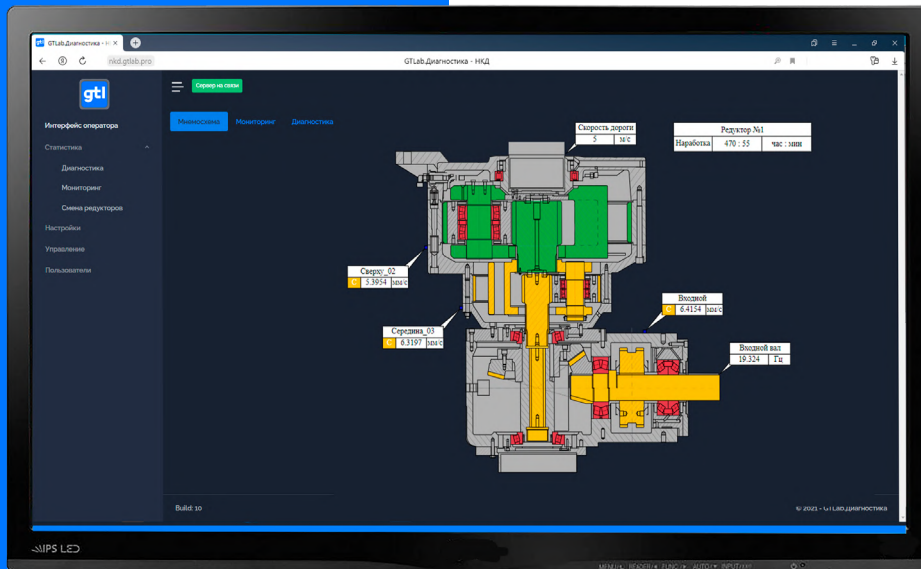 GTLab.Диагностика - Н
nkd.gtlab.pro
GTLab.Диагностика - НКД
gtl
Сервер на связи
Интерфейс оператора
Статистика
Диагностика
Мониторинг
Смена редукторов
Настройки
Управление
Пользователи
Мнемосхема
Мониторинг
Диагностика
Скорость дороги
5 м/с
Редуктор №1
Наработка 470 : 55 час : мин
Сверху_02
C 5.3954 мм/с
Середина_03
C 6.3197 мм/с
Входной
C 6.4154 мм/с
Входной вал
19.324 Гц
Build: 10
© 2021 - GTLab.Диагностика
IPS LED